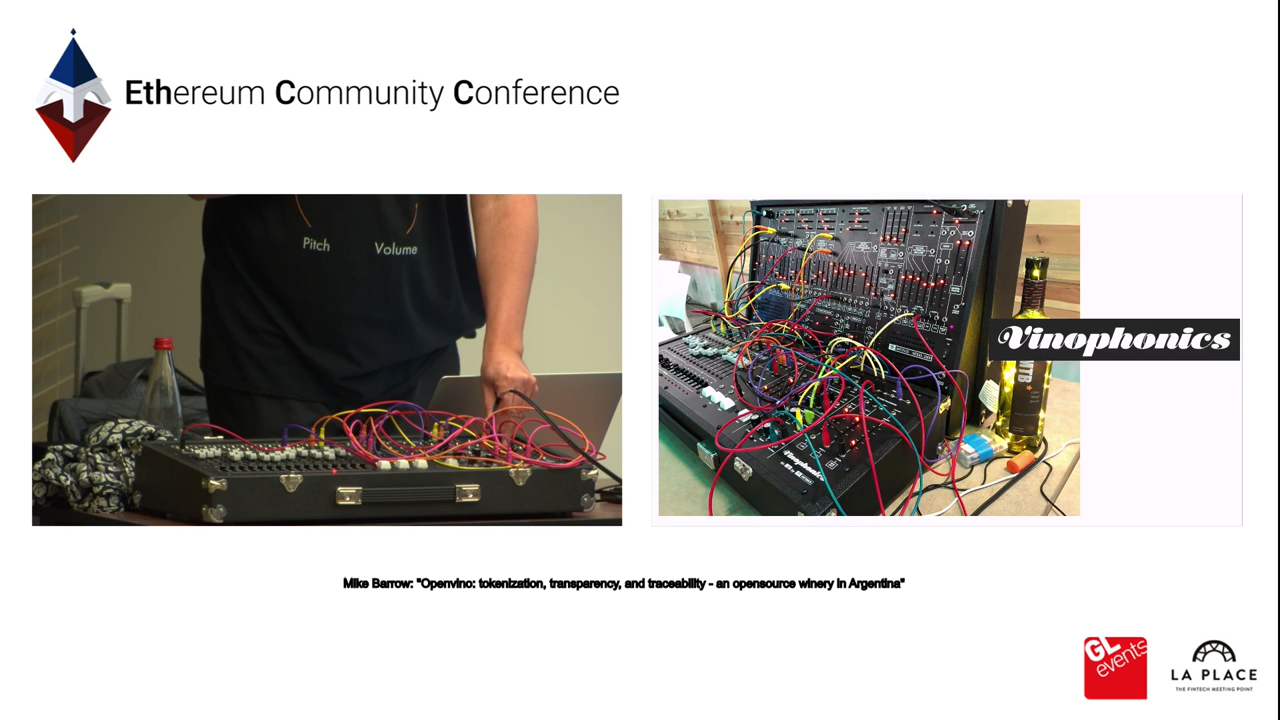 Ethereum Community Conference
Pitch Volume
Vinophonics
Vinophonics
Mike Barrow: "Openvino: tokenization, transparency, and traceability - an opensource winery in Argentina"
GL
events
LA PLACE
THE FINTECH MEETING POINT